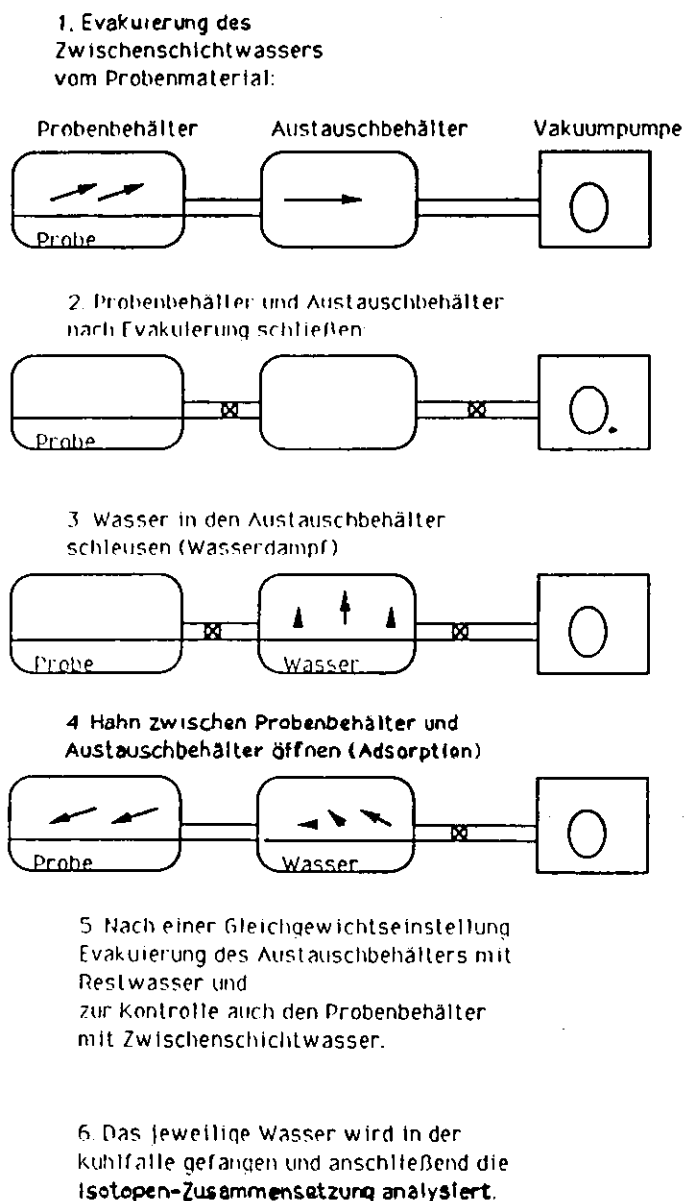 1. Evakuierung des
Zwischenschichtwassers
vom Probenmaterial:
Probenbehälter Austauschbehälter Vakuumpumpe
Probe
2. Probenbehälter und Austauschbehälter
nach Evakuierung schließen:
Probe
3. Wasser in den Austauschbehälter
schleusen (Wasserdampf)
Probe Wasser
4 Hahn zwischen Probenbehälter und
Austauschbehälter öffnen (Adsorption)
Probe Wasser
5. Nach einer Gleichgewichtseinstellung
Evakuierung des Austauschbehälters mit
Restwasser und
zur Kontrolle auch den Probenbehälter
mit Zwischenschichtwasser.
6. Das jeweilige Wasser wird in der
Kuhlfalle gefangen und anschließend die
Isotopen-Zusammensetzung analysiert.